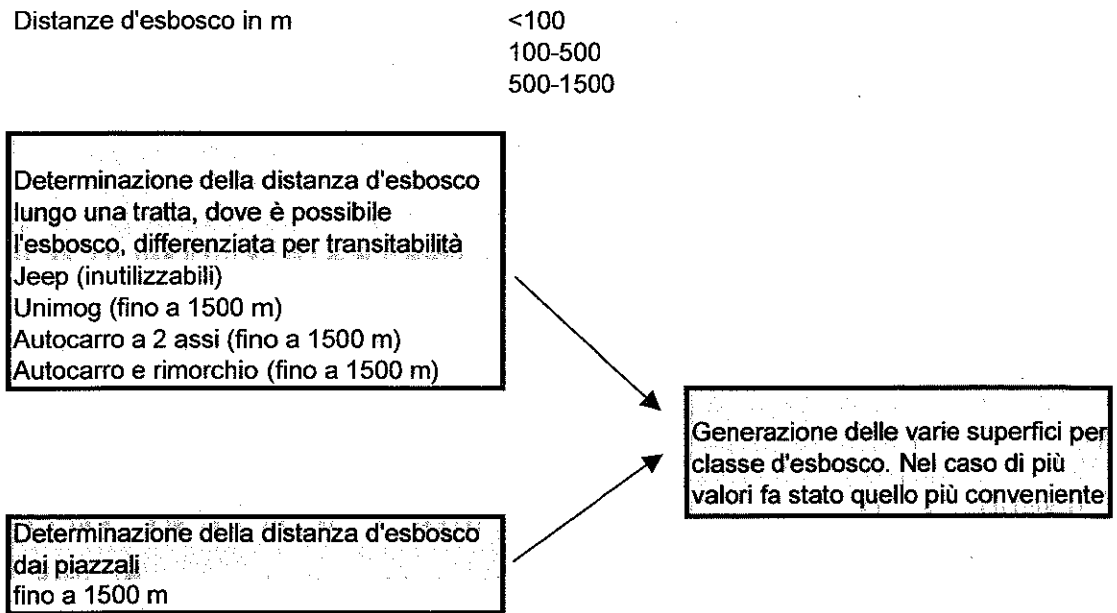 Distanze d'esbosco in m <100
100-500
500-1500
Determinazione della distanza d'esbosco
lungo una tratta, dove è possibile
l'esbosco, differenziata per transitabilità
Jeep (inutilizzabili)
Unimog (fino a 1500 m)
Autocarro a 2 assi (fino a 1500 m)
Autocarro e rimorchio (fino a 1500 m)
Generazione delle varie superfici per
classe d'esbosco. Nel caso di più
valori fa stato quello più conveniente
Determinazione della distanza d'esbosco
dai piazzali
fino a 1500 m